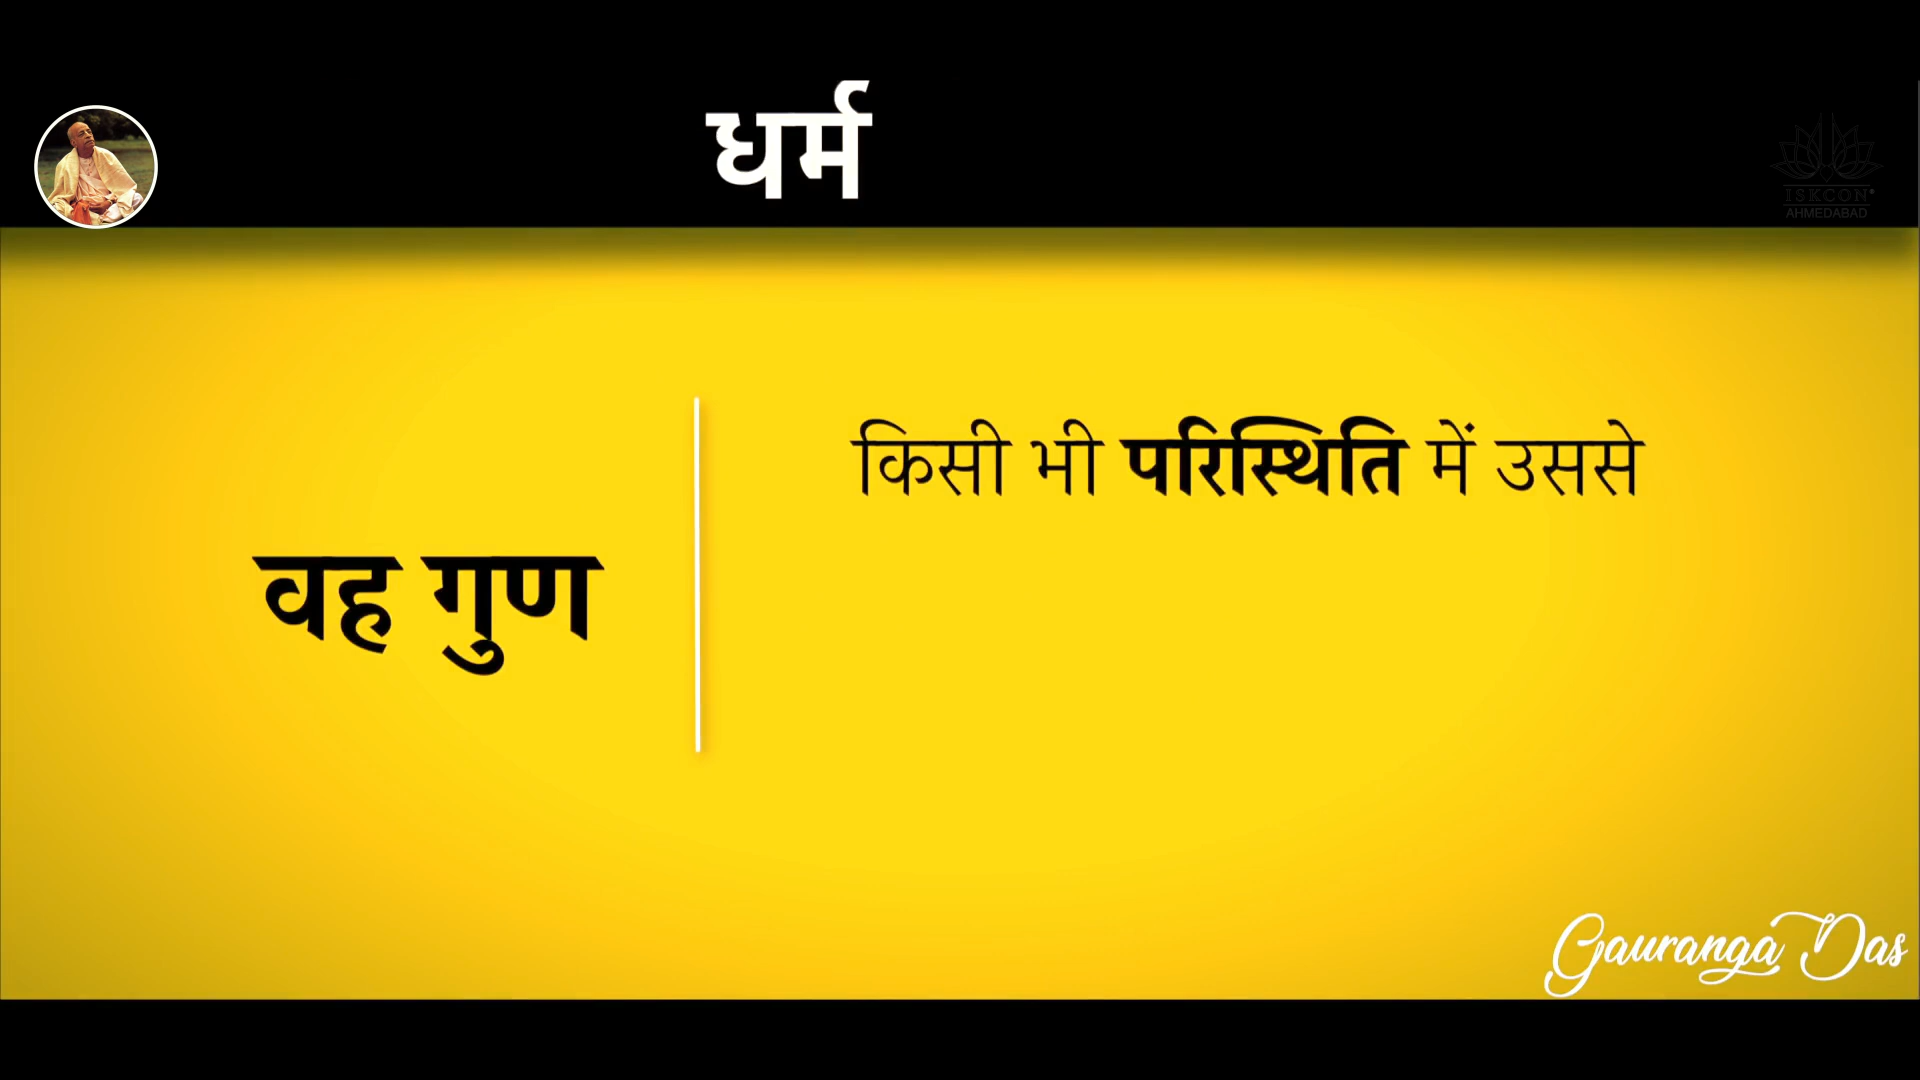 धर्म
ISKCON
AHMEDABAD
किसी भी परिस्थिति में उससे
वह गुण
Gauranga Das